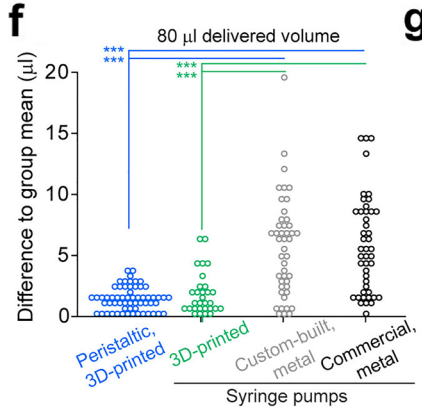 f
g
80 μl delivered volume
***
***
***
***
Difference to group mean (μl)
20
15
10
5
0
Peristaltic,
3D-printed
3D-printed
Custom-built,
metal
Commercial,
metal
Syringe pumps